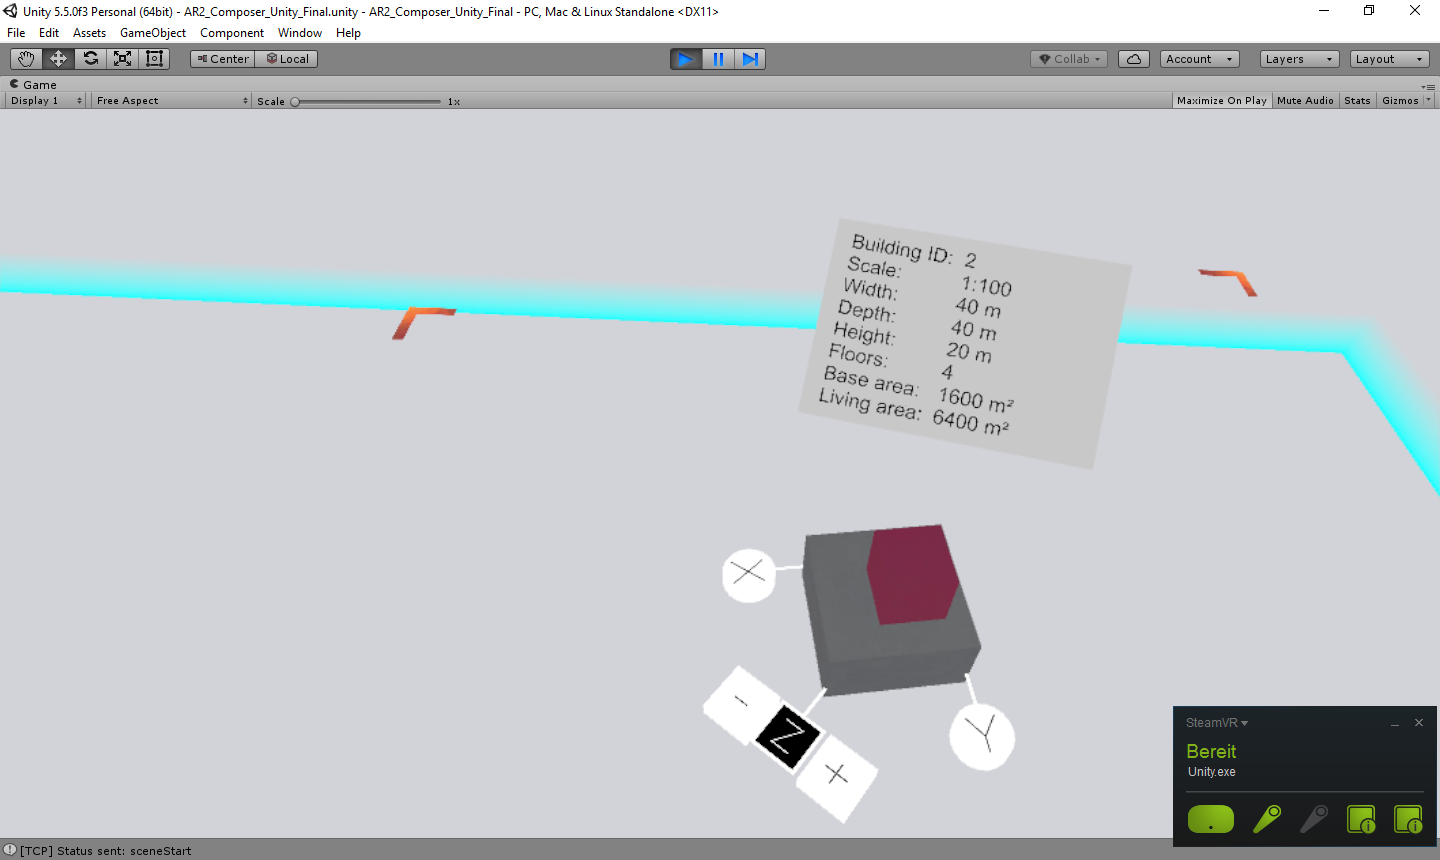 Unity 5.5.0f3 Personal (64bit) - AR2_Composer_Unity_Final.unity - AR2_Composer_Unity_Final - PC, Mac & Linux Standalone <DX11>
File Edit Assets GameObject Component Window Help
Center Local Collab Account Layers Layout
Game
Display 1 Free Aspect Scale 1x Maximize On Play Mute Audio Stats Gizmos
Building ID: 2
Scale: 1:100
Width: 40 m
Depth: 40 m
Height: 20 m
Floors: 4
Base area: 1600 m²
Living area: 6400 m²
X
-
Z
+
Y
SteamVR
Bereit
Unity.exe
[TCP] Status sent: sceneStart